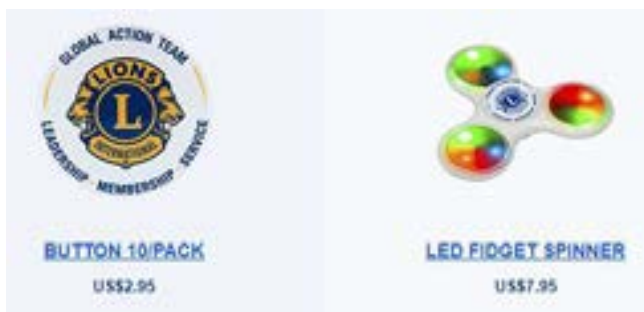 GLOBAL ACTION TEAM
LIONS
L
INTERNATIONAL
LEADERSHIP · MEMBERSHIP · SERVICE
BUTTON 10/PACK
US$2.95
LED FIDGET SPINNER
US$7.95